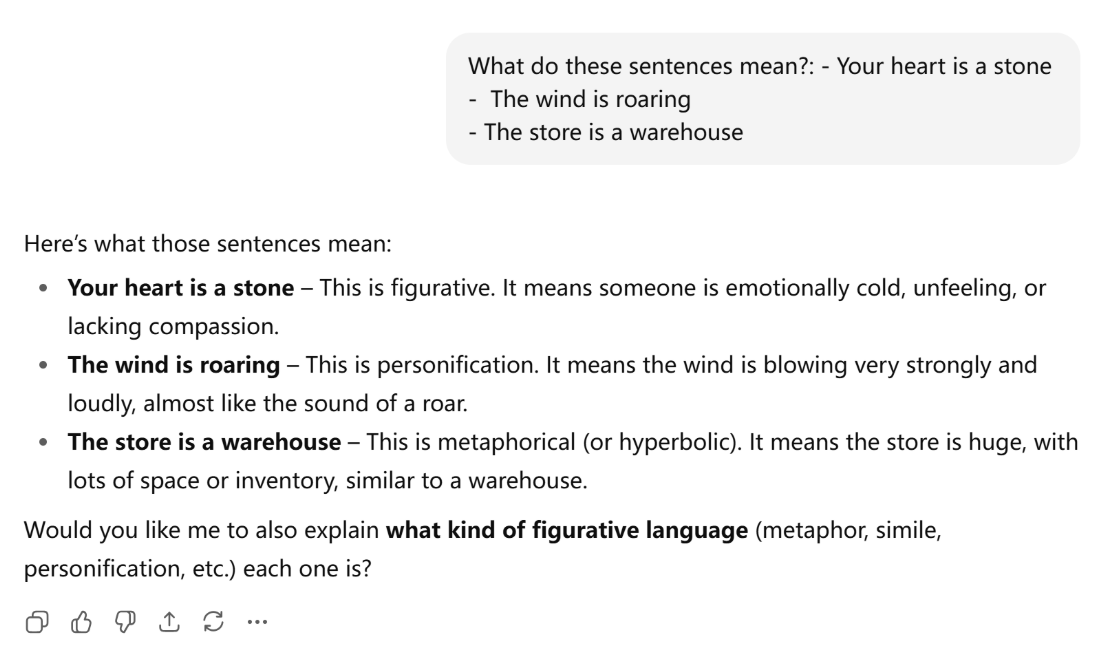 What do these sentences mean?: - Your heart is a stone
- The wind is roaring
- The store is a warehouse
Here’s what those sentences mean:
• Your heart is a stone – This is figurative. It means someone is emotionally cold, unfeeling, or
lacking compassion.
• The wind is roaring – This is personification. It means the wind is blowing very strongly and
loudly, almost like the sound of a roar.
• The store is a warehouse – This is metaphorical (or hyperbolic). It means the store is huge, with
lots of space or inventory, similar to a warehouse.
Would you like me to also explain what kind of figurative language (metaphor, simile,
personification, etc.) each one is?